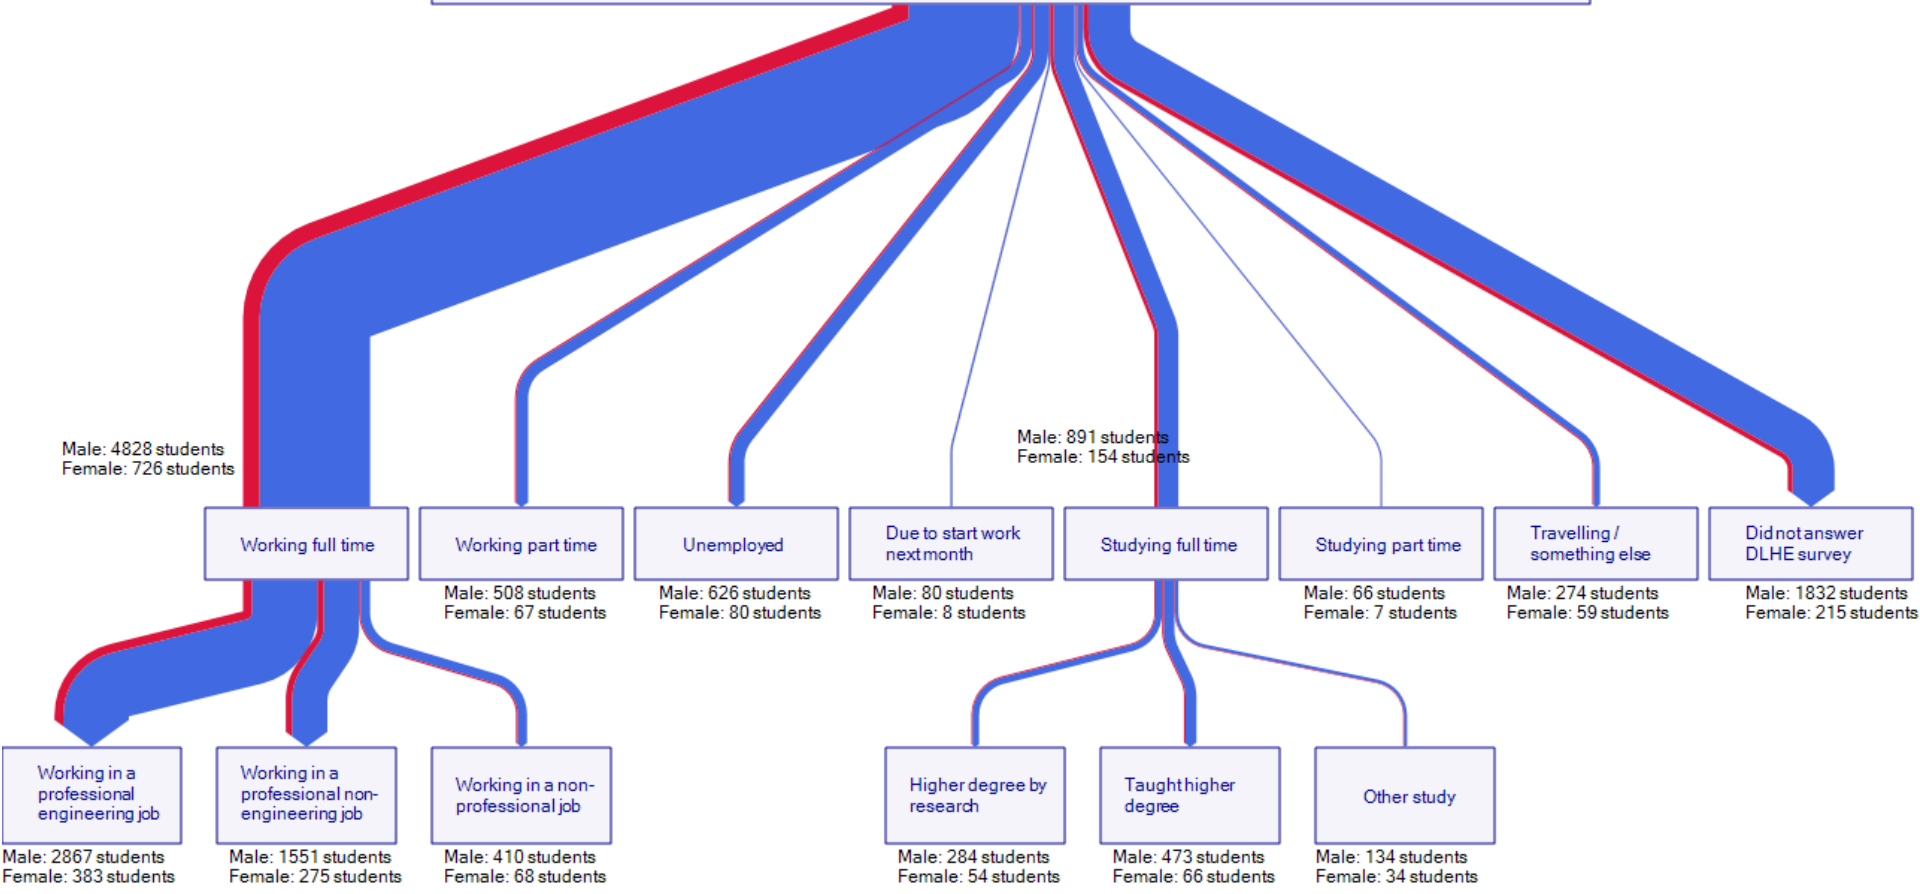 Male: 4828 students
Female: 726 students
Male: 891 students
Female: 154 students
Working full time
Working part time
Unemployed
Due to start work
next month
Studying full time
Studying part time
Travelling /
something else
Did not answer
DLHE survey
Male: 508 students
Female: 67 students
Male: 626 students
Female: 80 students
Male: 80 students
Female: 8 students
Male: 66 students
Female: 7 students
Male: 274 students
Female: 59 students
Male: 1832 students
Female: 215 students
Working in a
professional
engineering job
Working in a
professional non-
engineering job
Working in a non-
professional job
Higher degree by
research
Taught higher
degree
Other study
Male: 2867 students
Female: 383 students
Male: 1551 students
Female: 275 students
Male: 410 students
Female: 68 students
Male: 284 students
Female: 54 students
Male: 473 students
Female: 66 students
Male: 134 students
Female: 34 students